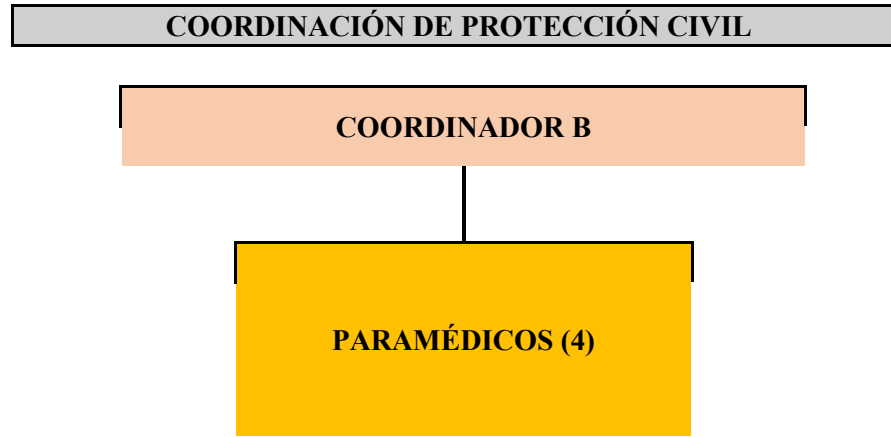 COORDINACIÓN DE PROTECCIÓN CIVIL
COORDINADOR B
PARAMÉDICOS (4)